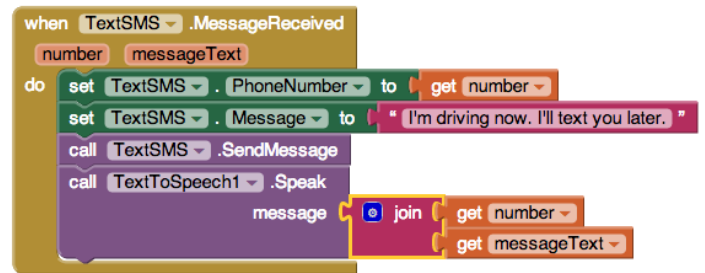 when TextSMS .MessageReceived
number messageText
do set TextSMS . PhoneNumber to get number
set TextSMS . Message to " I'm driving now. I'll text you later. "
call TextSMS .SendMessage
call TextToSpeech1 .Speak
message join get number
get messageText